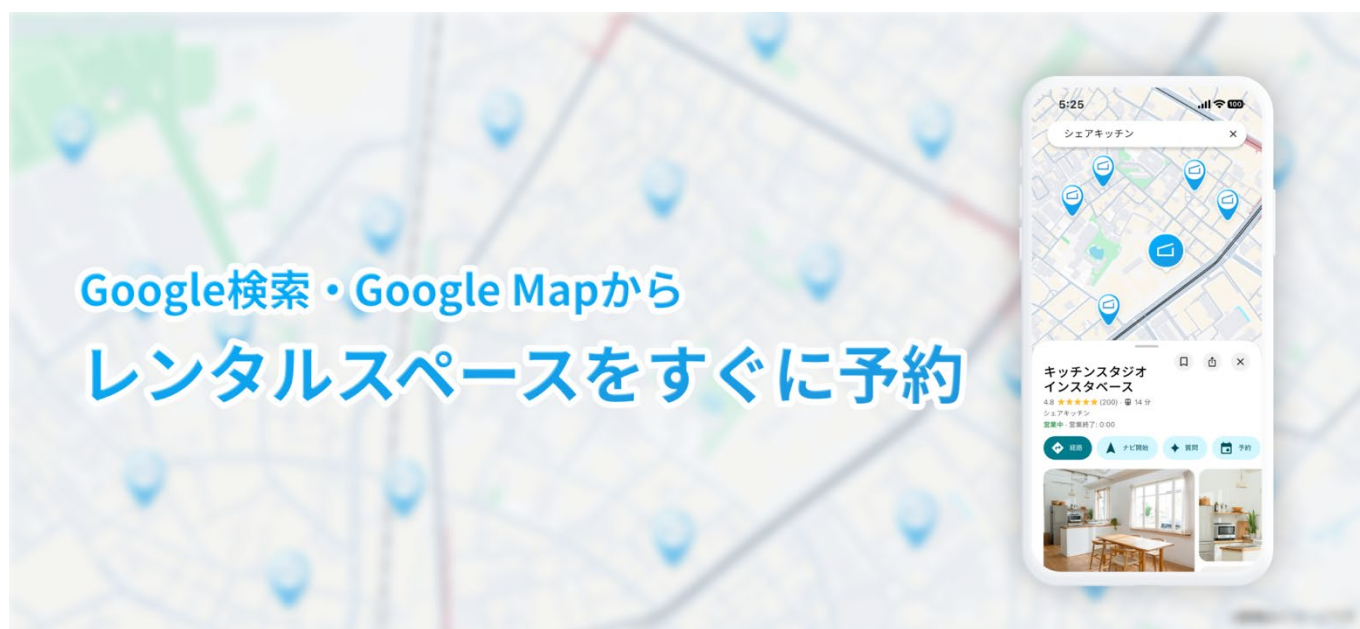 Google検索・Google Mapから
レンタルスペースをすぐに予約
5:25
100
シェアキッチン
キッチンスタジオ
インスタベース
4.8 ★★★★★ (200)・14 分
シェアキッチン
営業中・営業終了: 0:00
経路
ナビ開始
質問
予約